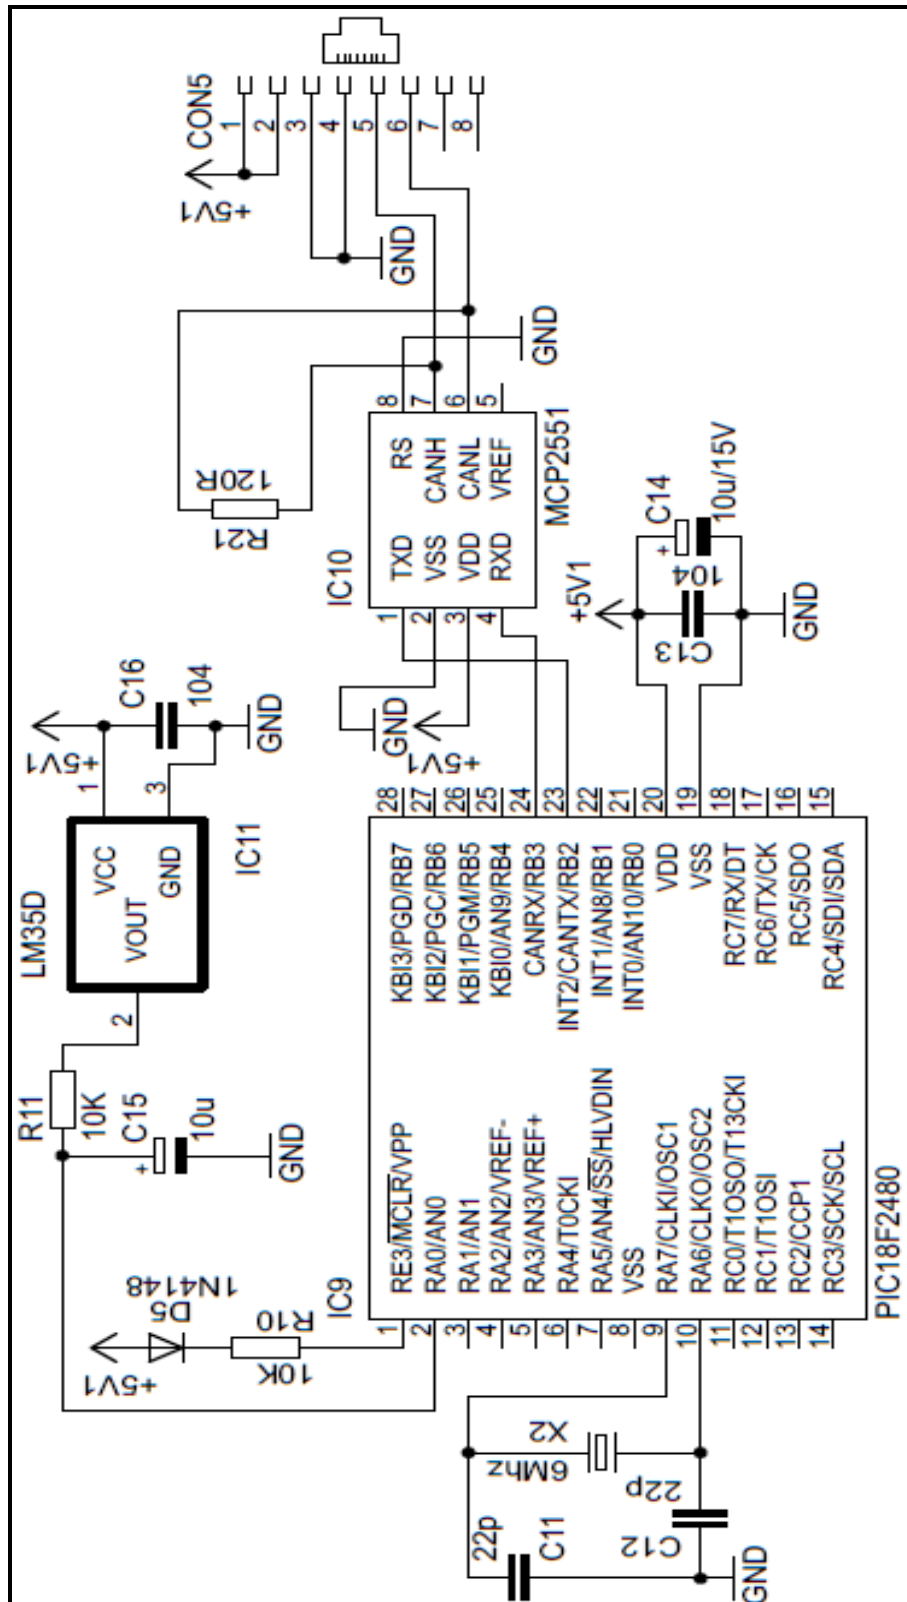 CON5
1
2
3
4
5
6
7
8
+5V1
GND
GND
R21
120R
IC10
TXD
VSS
VDD
RXD
RS
CANH
CANL
VREF
1
2
3
4
8
7
6
5
MCP2551
GND
+5V1
+5V1
C13
104
C14
10u/15V
+
GND
LM35D
VCC
VOUT
GND
1
2
3
IC11
+5V1
C16
104
GND
R11
10K
C15
10u
+
GND
+5V1
D5
1N4148
R10
10K
IC9
1
2
3
4
5
6
7
8
9
10
11
12
13
14
RE3/MCLR/VPP
RA0/AN0
RA1/AN1
RA2/AN2/VREF-
RA3/AN3/VREF+
RA4/T0CKI
RA5/AN4/SS/HLVDIN
VSS
RA7/CLKI/OSC1
RA6/CLKO/OSC2
RC0/T1OSO/T13CKI
RC1/T1OSI
RC2/CCP1
RC3/SCK/SCL
KBI3/PGD/RB7
KBI2/PGC/RB6
KBI1/PGM/RB5
KBI0/AN9/RB4
CANRX/RB3
INT2/CANTX/RB2
INT1/AN8/RB1
INT0/AN10/RB0
VDD
VSS
RC7/RX/DT
RC6/TX/CK
RC5/SDO
RC4/SDI/SDA
28
27
26
25
24
23
22
21
20
19
18
17
16
15
PIC18F2480
X2
6Mhz
22p
C11
22p
C12
GND